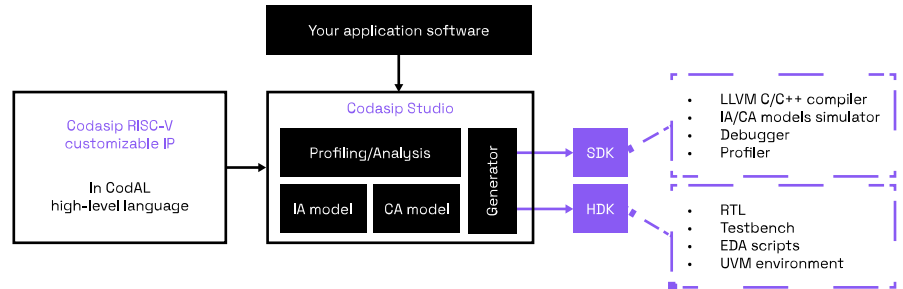 Your application software
Codasip RISC-V
customizable IP
In CodAL
high-level language
Codasip Studio
Profiling/Analysis
IA model
CA model
Generator
SDK
HDK
• LLVM C/C++ compiler
• IA/CA models simulator
• Debugger
• Profiler
• RTL
• Testbench
• EDA scripts
• UVM environment